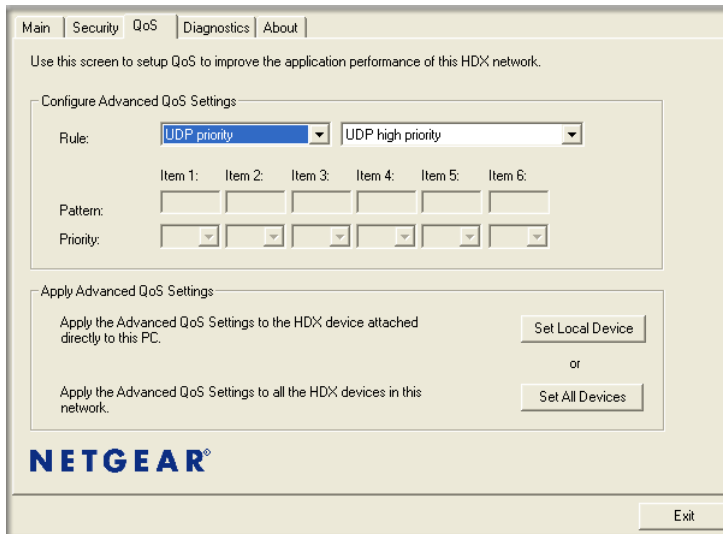 Main Security QoS Diagnostics About
Use this screen to setup QoS to improve the application performance of this HDX network.
Configure Advanced QoS Settings
Rule: UDP priority UDP high priority
Item 1: Item 2: Item 3: Item 4: Item 5: Item 6:
Pattern:
Priority:
Apply Advanced QoS Settings
Apply the Advanced QoS Settings to the HDX device attached
directly to this PC.
Set Local Device
or
Apply the Advanced QoS Settings to all the HDX devices in this
network.
Set All Devices
NETGEAR®
Exit